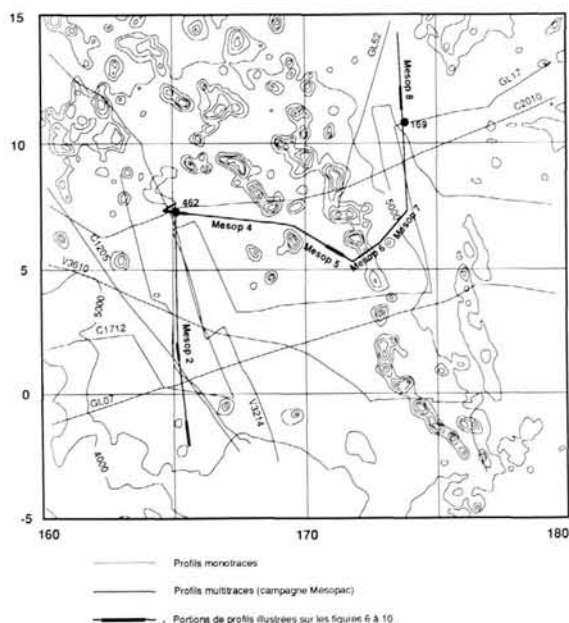 15
10
5
0
-5
160
170
180
GL52
Mesop 8
GL17
C2010
169
462
5000
Mesop 4
Mesop 5
Mesop 6
Mesop 7
C1205
V3610
5000
C1712
Mesop 2
GL07
V3214
4000
Profils monotraces
Profils multitraces (campagne Mésopac)
Portions de profils illustrées sur les figures 6 à 10